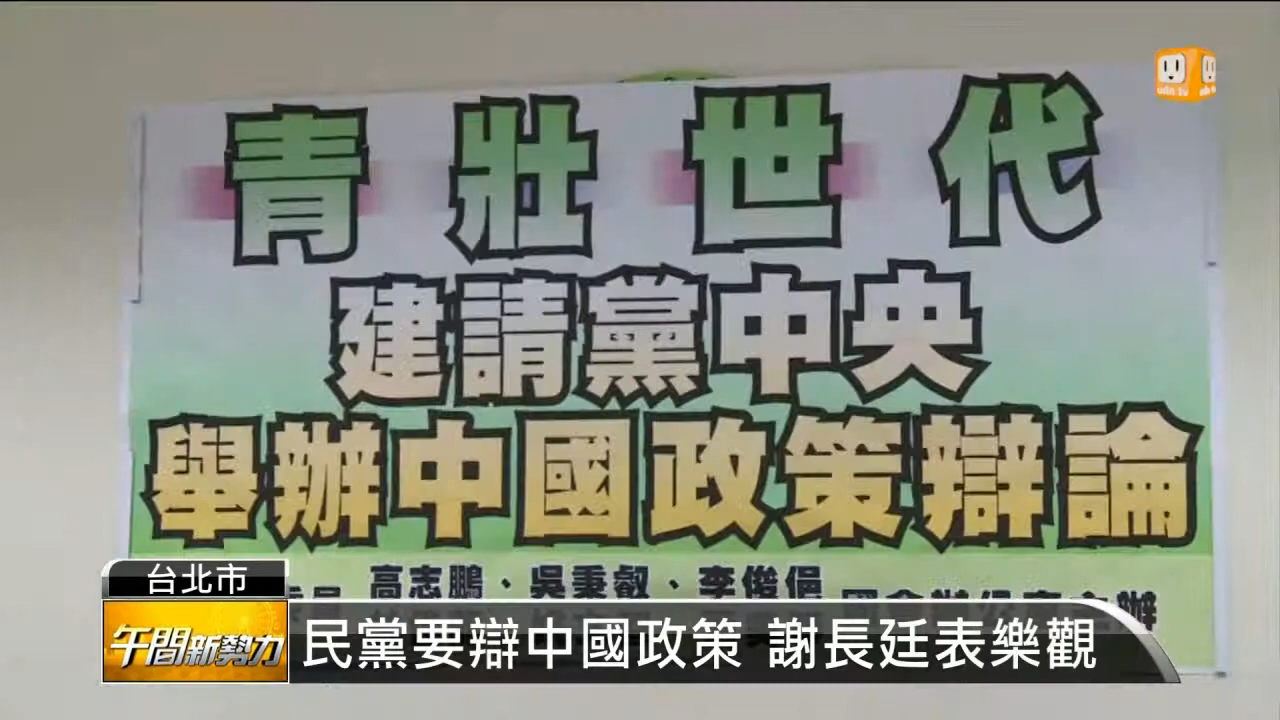 青壯世代
建請黨中央
舉辦中國政策辯論
高志鵬、吳秉叡、李俊俋
台北市
午間新勢力
民黨要辯中國政策 謝長廷表樂觀
udn tv